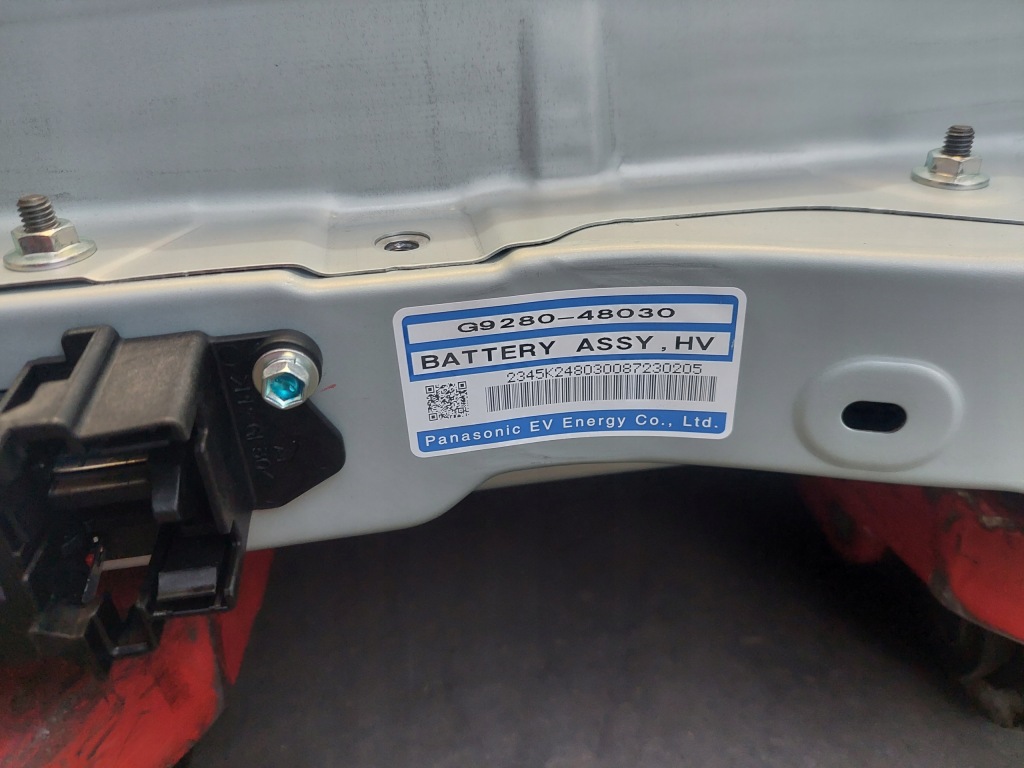 G9280-48030
BATTERY ASSY, HV
2345K248030087230205
Panasonic EV Energy Co., Ltd.